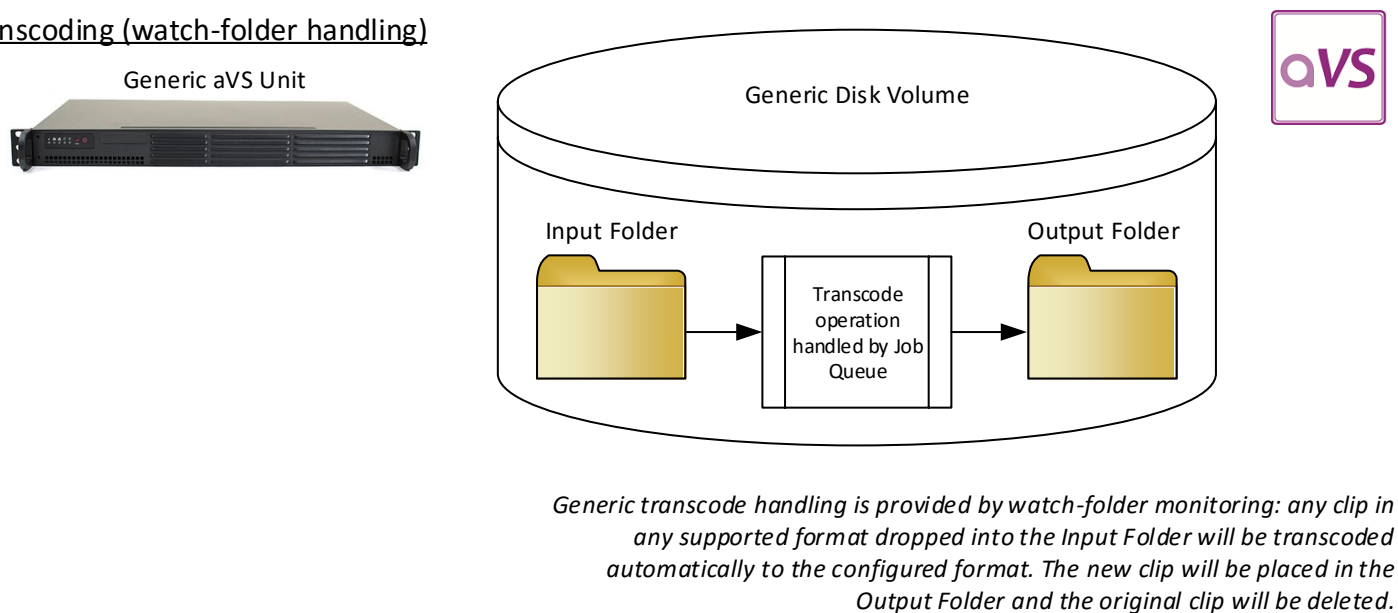 nscoding (watch-folder handling)
Generic aVS Unit
Generic Disk Volume
aVS
Input Folder
Output Folder
Transcode
operation
handled by Job
Queue
Generic transcode handling is provided by watch-folder monitoring: any clip in
any supported format dropped into the Input Folder will be transcoded
automatically to the configured format. The new clip will be placed in the
Output Folder and the original clip will be deleted.